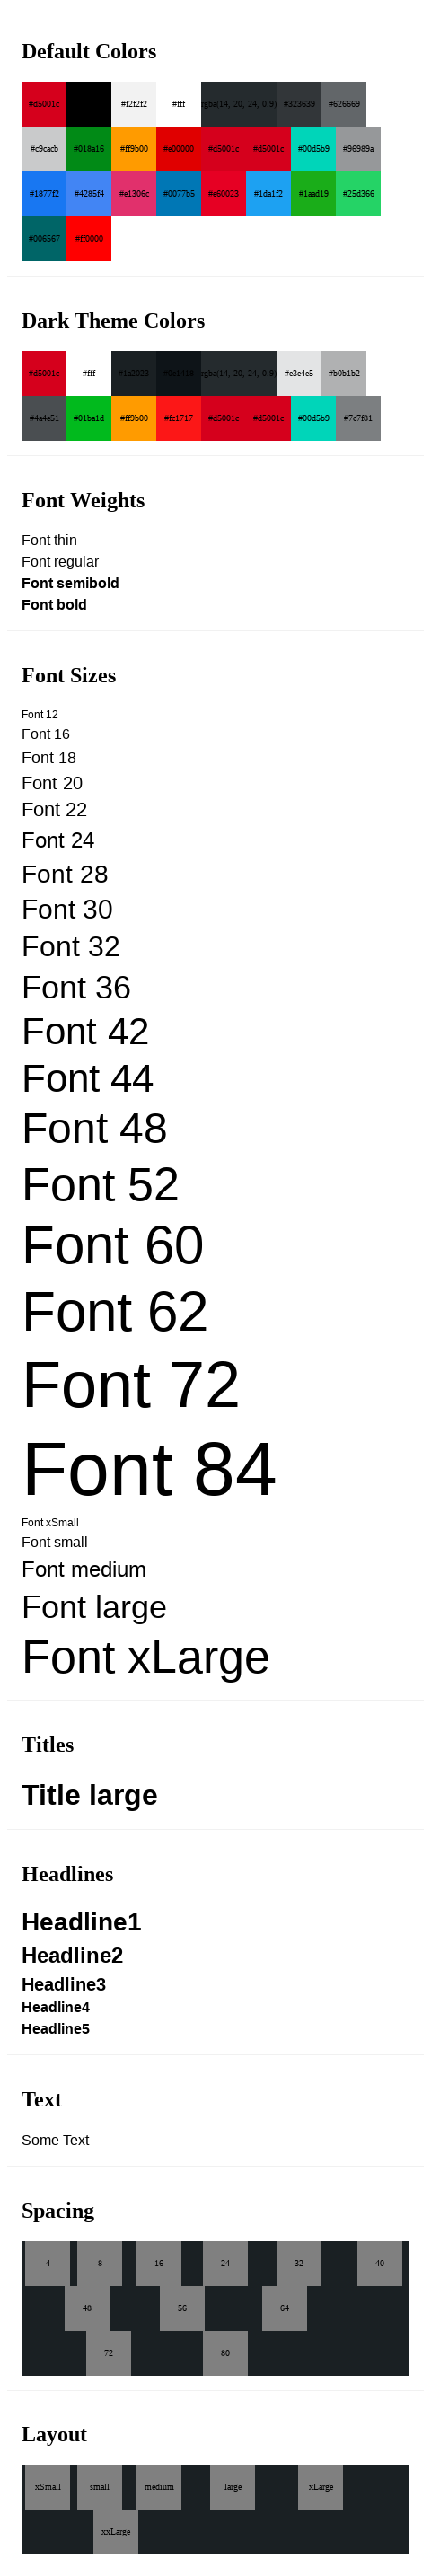 Default Colors
#d5001c #f2f2f2 #fff rgba(14, 20, 24, 0.9) #323639 #626669
#c9cacb #018a16 #ff9b00 #e00000 #d5001c #d5001c #00d5b9 #96989a
#1877f2 #4285f4 #e1306c #0077b5 #e60023 #1da1f2 #1aad19 #25d366
#006567 #ff0000
Dark Theme Colors
#d5001c #fff #1a2023 #0e1418 rgba(14, 20, 24, 0.9) #e3e4e5 #b0b1b2
#4a4e51 #01ba1d #ff9b00 #fc1717 #d5001c #d5001c #00d5b9 #7c7f81
Font Weights
Font thin
Font regular
Font semibold
Font bold
Font Sizes
Font 12
Font 16
Font 18
Font 20
Font 22
Font 24
Font 28
Font 30
Font 32
Font 36
Font 42
Font 44
Font 48
Font 52
Font 60
Font 62
Font 72
Font 84
Font xSmall
Font small
Font medium
Font large
Font xLarge
Titles
Title large
Headlines
Headline1
Headline2
Headline3
Headline4
Headline5
Text
Some Text
Spacing
4 8 16 24 32 40
48 56 64
72 80
Layout
xSmall small medium large xLarge
xxLarge